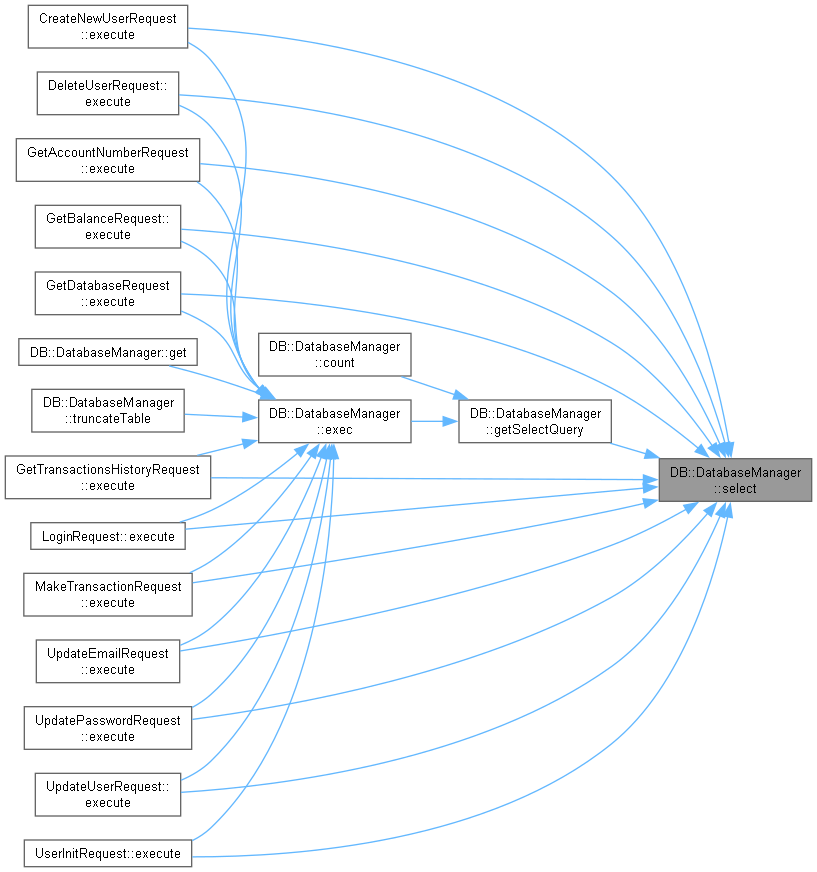 CreateNewUserRequest
::execute
DeleteUserRequest::
execute
GetAccountNumberRequest
::execute
GetBalanceRequest::
execute
GetDatabaseRequest
::execute
DB::DatabaseManager::get
DB::DatabaseManager
::count
DB::DatabaseManager
::truncateTable
DB::DatabaseManager
::exec
DB::DatabaseManager
::getSelectQuery
GetTransactionsHistoryRequest
::execute
DB::DatabaseManager
::select
LoginRequest::execute
MakeTransactionRequest
::execute
UpdateEmailRequest
::execute
UpdatePasswordRequest
::execute
UpdateUserRequest::
execute
UserInitRequest::execute